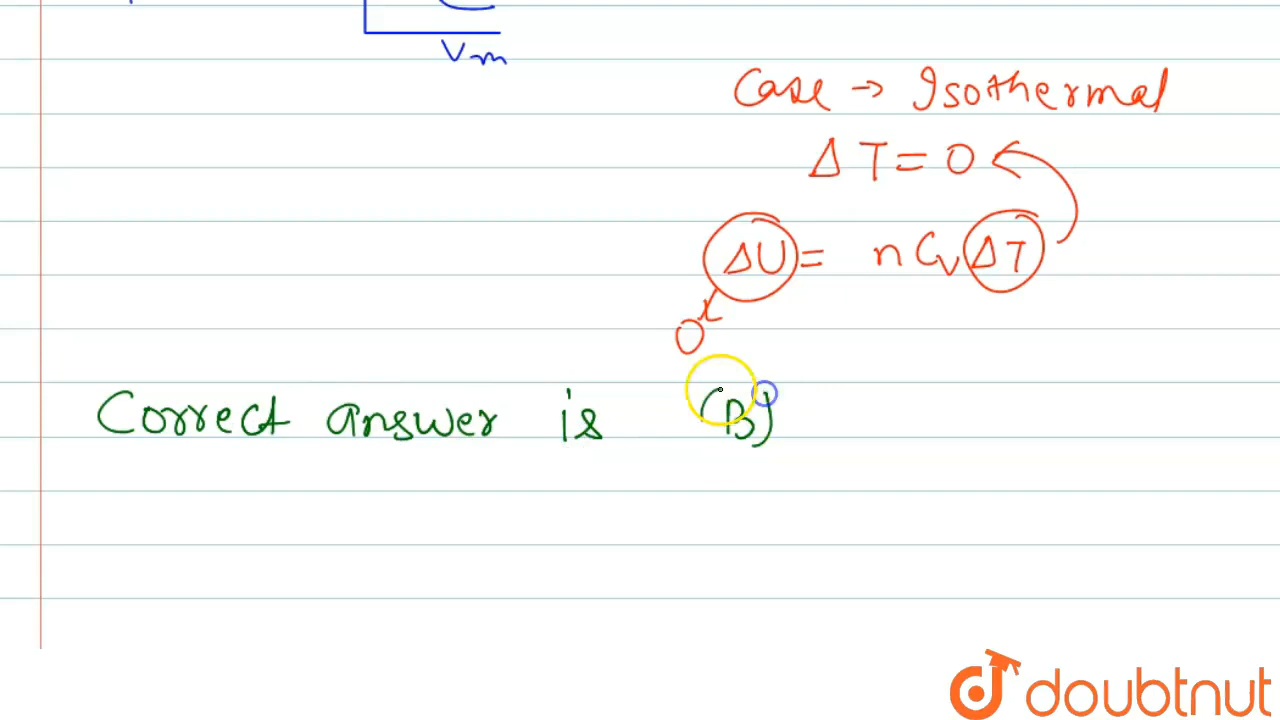 Vm
Case → Isothermal
ΔT = 0
ΔU = nCvΔT
0
Correct answer is (B)
doubtnut